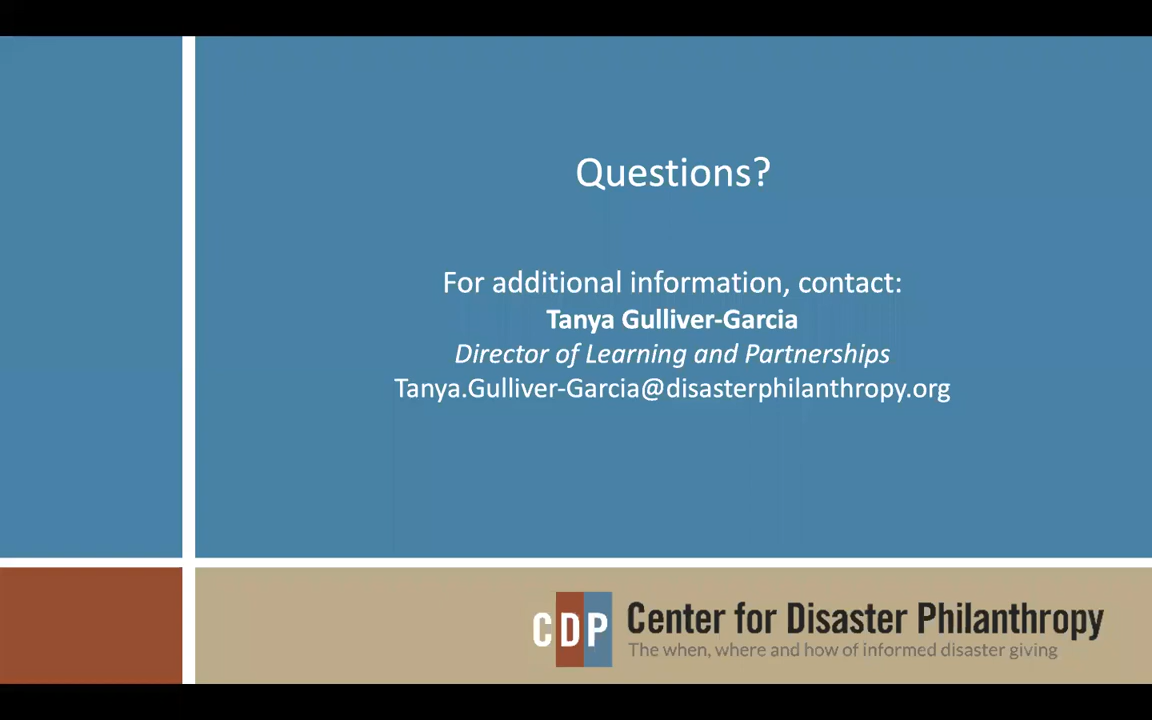 Questions?
For additional information, contact:
Tanya Gulliver-Garcia
Director of Learning and Partnerships
Tanya.Gulliver-Garcia@disasterphilanthropy.org
CDP
Center for Disaster Philanthropy
The when, where and how of informed disaster giving